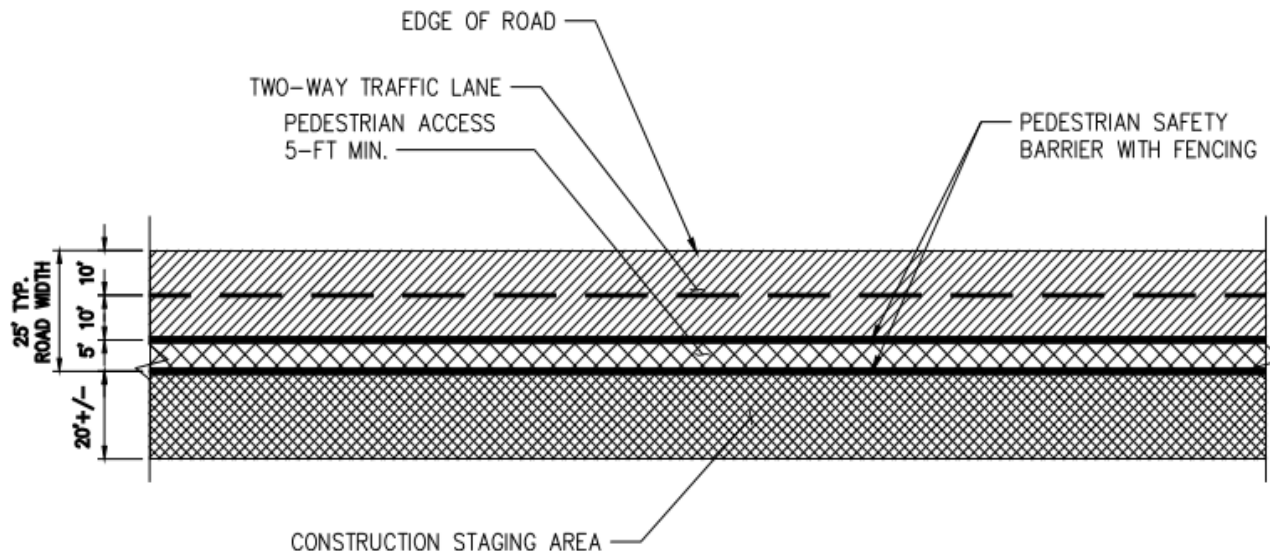 EDGE OF ROAD
TWO-WAY TRAFFIC LANE
PEDESTRIAN ACCESS
5-FT MIN.
PEDESTRIAN SAFETY
BARRIER WITH FENCING
25' TYP.
ROAD WIDTH
10'
10'
5'
20'+/-
CONSTRUCTION STAGING AREA